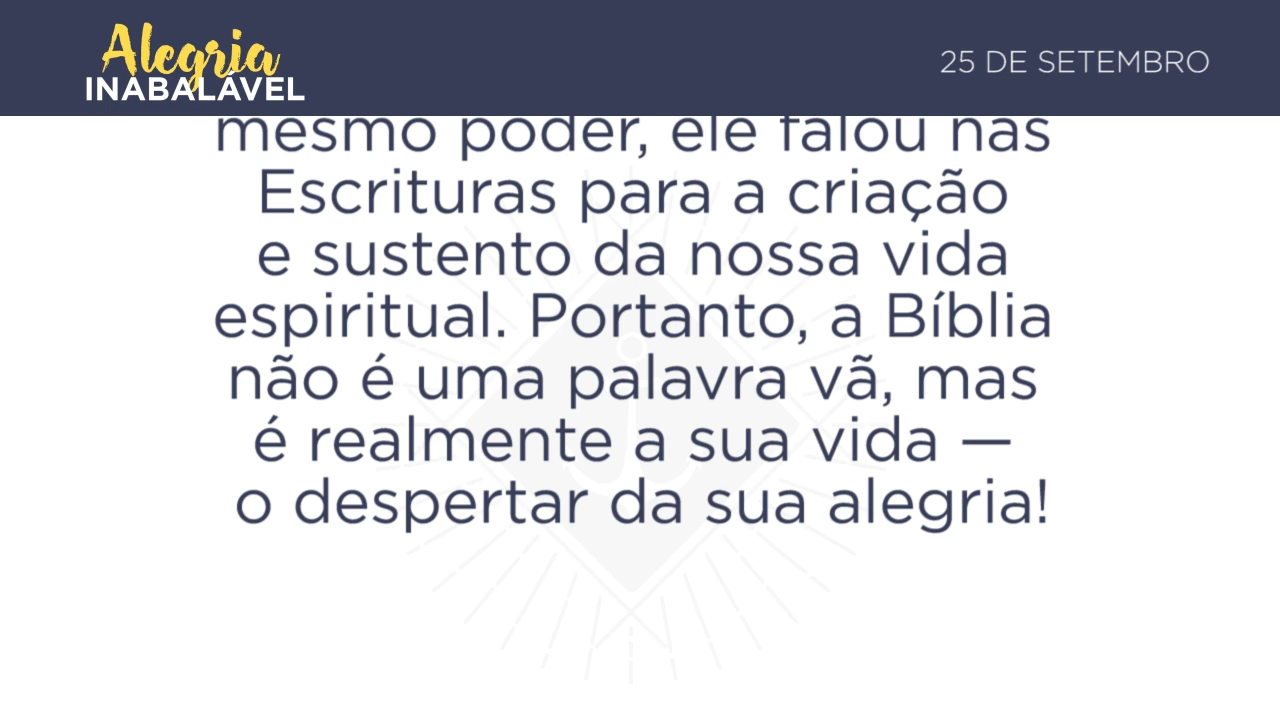 Alegria
INABALÁVEL
25 DE SETEMBRO
mesmo poder, ele falou nas
Escrituras para a criação
e sustento da nossa vida
espiritual. Portanto, a Bíblia
não é uma palavra vã, mas
é realmente a sua vida —
o despertar da sua alegria!